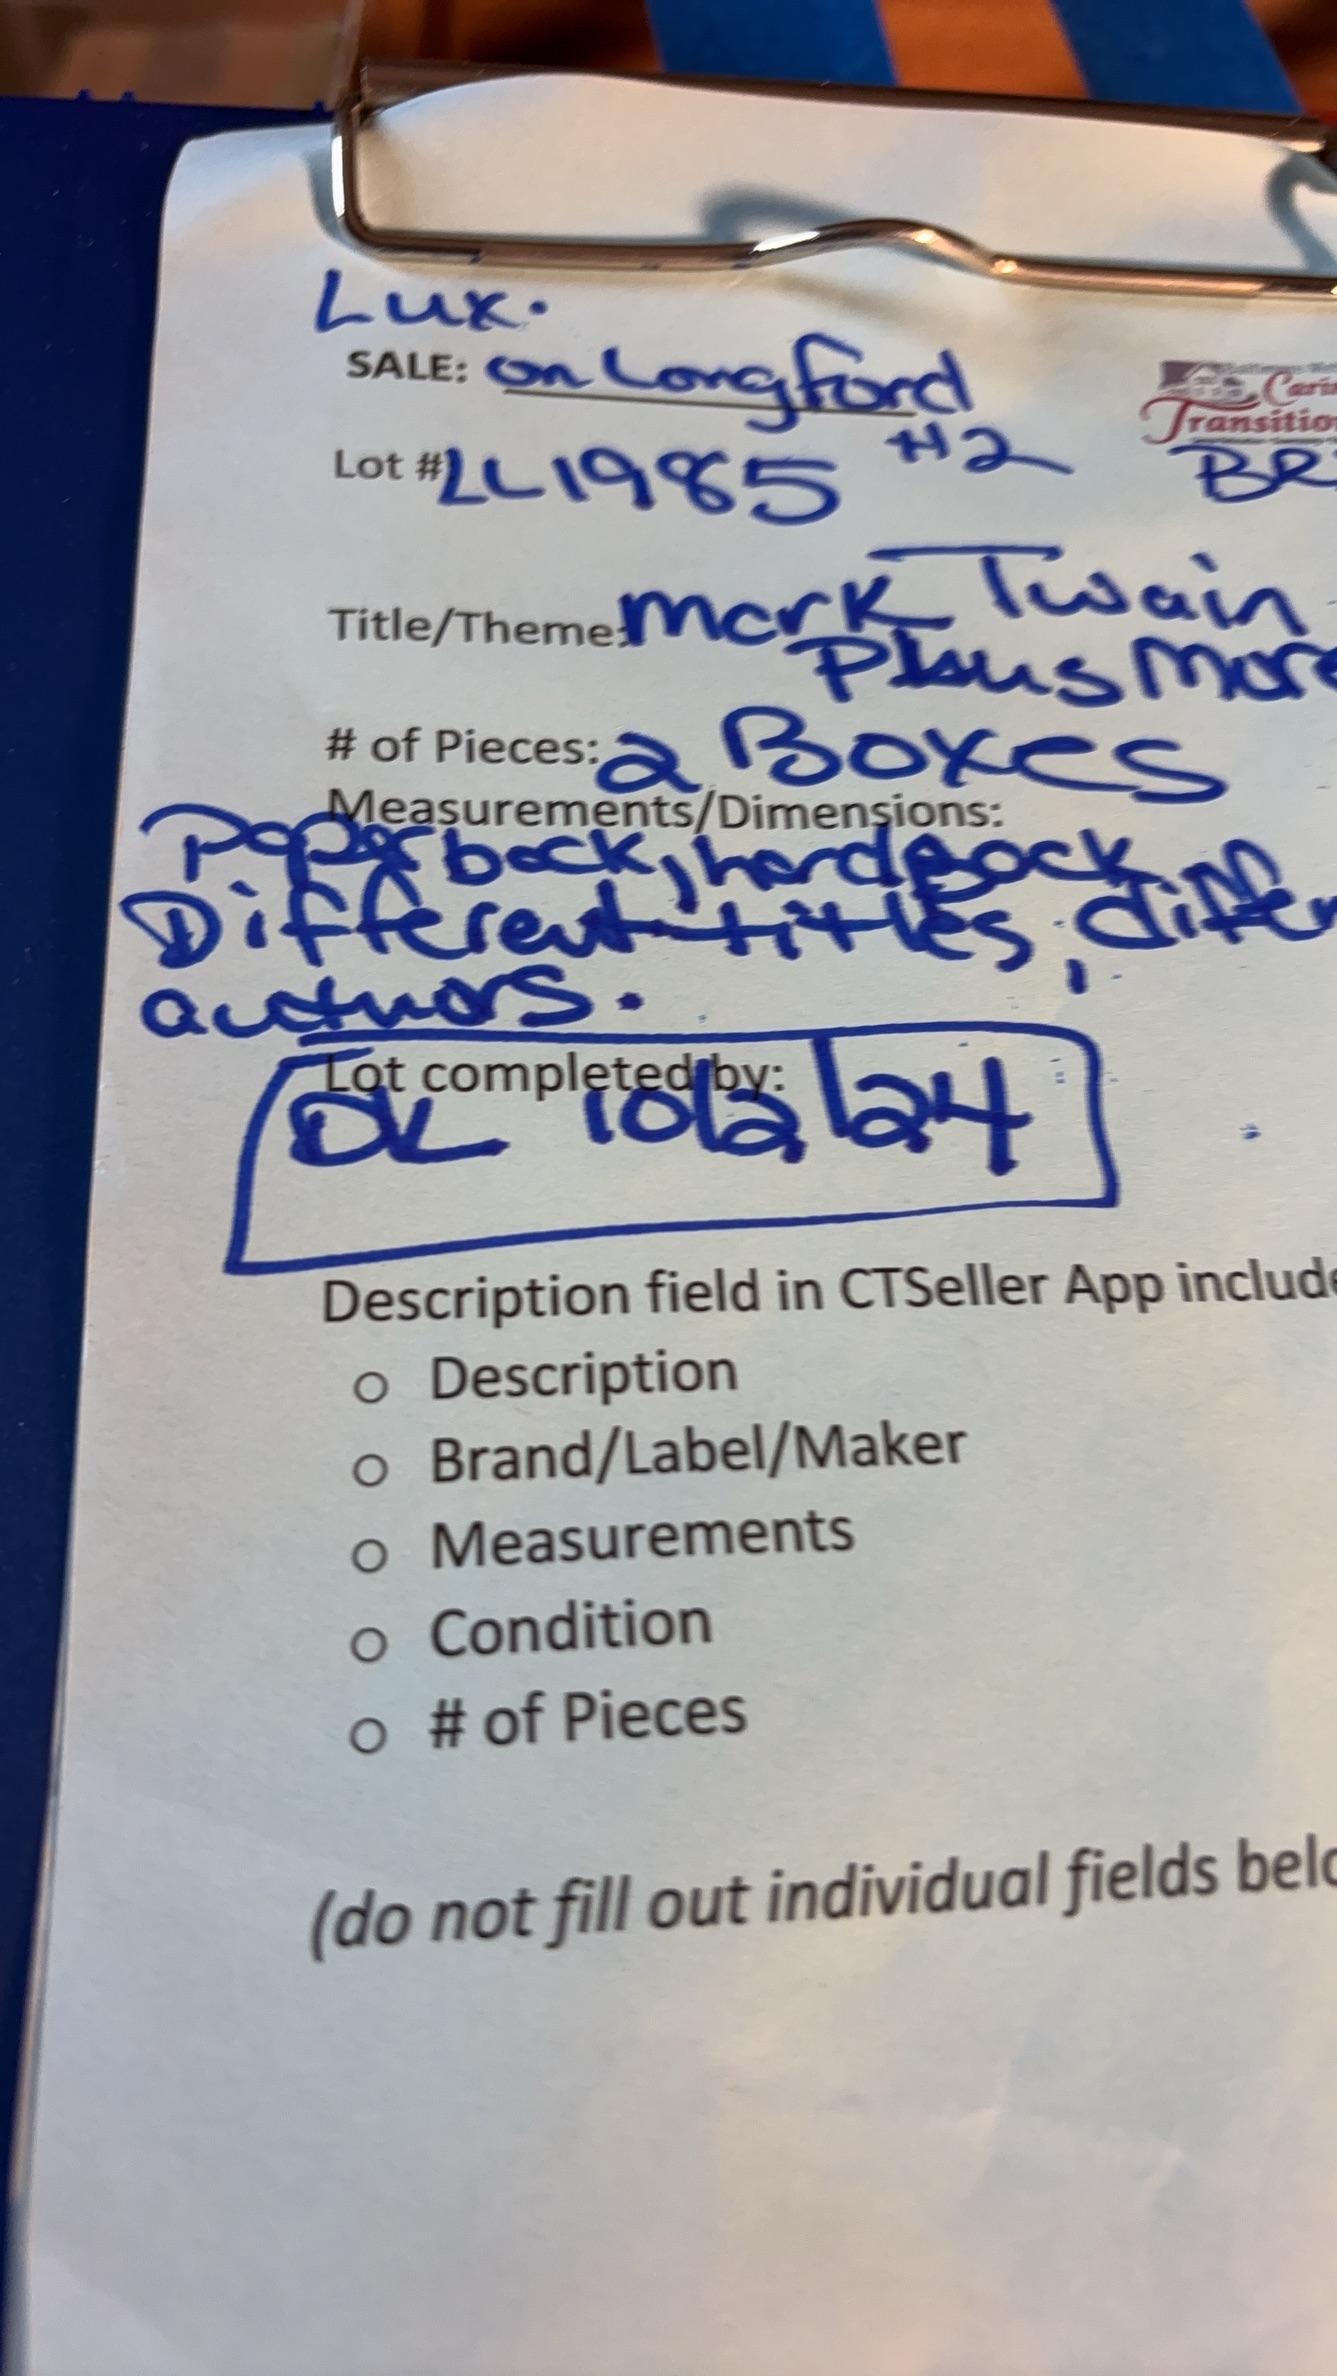 Lux.
SALE: on Longford
Lot # LL1985 #2
Transitio
Title/Theme: Mark Twain
Plus More
# of Pieces: 2 Boxes
Measurements/Dimensions:
Paperback, hardback,
Different titles, differ
authors.
Lot completed by:
DL 10/2/24
Description field in CTSeller App include
o Description
o Brand/Label/Maker
o Measurements
o Condition
o # of Pieces
(do not fill out individual fields belo